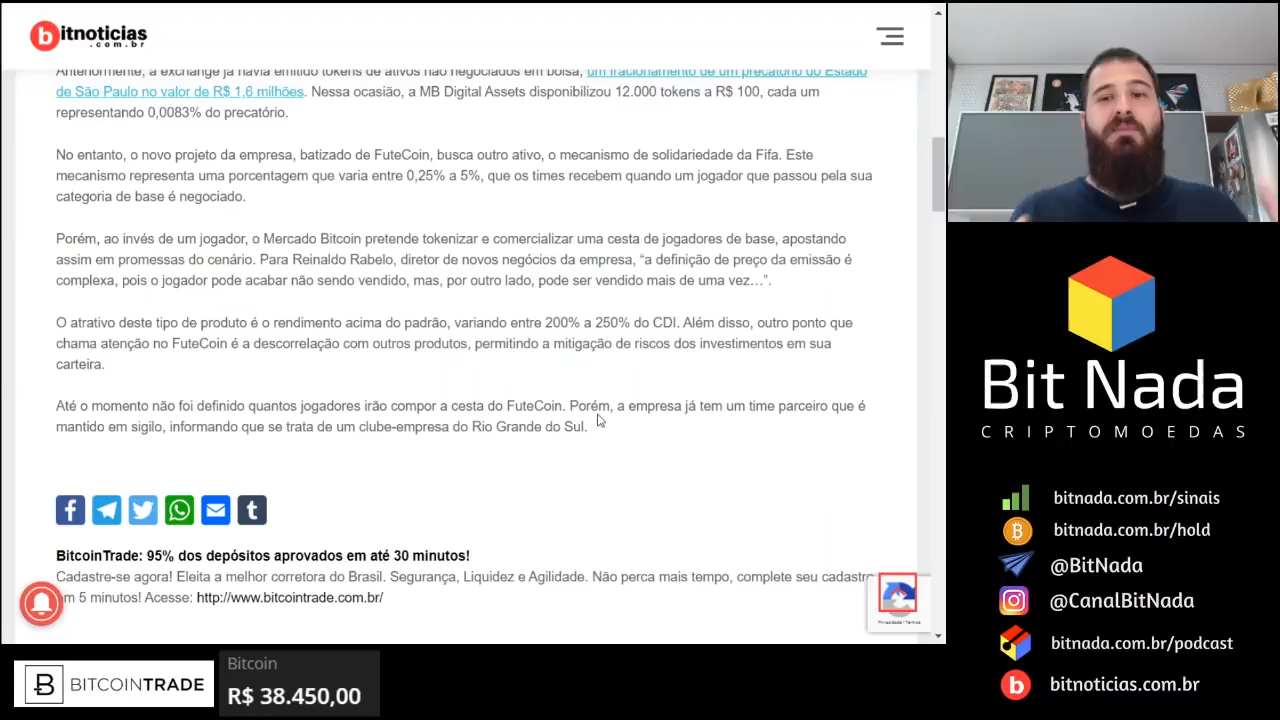 bitnoticias
.com.br
Anteriormente, a exchange já havia emitido tokens de ativos não negociados em bolsa, um fracionamento de um precatório do Estado
de São Paulo no valor de R$ 1,6 milhões. Nessa ocasião, a MB Digital Assets disponibilizou 12.000 tokens a R$ 100, cada um
representando 0,0083% do precatório.
No entanto, o novo projeto da empresa, batizado de FuteCoin, busca outro ativo, o mecanismo de solidariedade da Fifa. Este
mecanismo representa uma porcentagem que varia entre 0,25% a 5%, que os times recebem quando um jogador que passou pela sua
categoria de base é negociado.
Porém, ao invés de um jogador, o Mercado Bitcoin pretende tokenizar e comercializar uma cesta de jogadores de base, apostando
assim em promessas do cenário. Para Reinaldo Rabelo, diretor de novos negócios da empresa, “a definição de preço da emissão é
complexa, pois o jogador pode acabar não sendo vendido, mas, por outro lado, pode ser vendido mais de uma vez…”.
O atrativo deste tipo de produto é o rendimento acima do padrão, variando entre 200% a 250% do CDI. Além disso, outro ponto que
chama atenção no FuteCoin é a descorrelação com outros produtos, permitindo a mitigação de riscos dos investimentos em sua
carteira.
Até o momento não foi definido quantos jogadores irão compor a cesta do FuteCoin. Porém, a empresa já tem um time parceiro que é
mantido em sigilo, informando que se trata de um clube-empresa do Rio Grande do Sul.
BitcoinTrade: 95% dos depósitos aprovados em até 30 minutos!
Cadastre-se agora! Eleita a melhor corretora do Brasil. Segurança, Liquidez e Agilidade. Não perca mais tempo, complete seu cadastro
em 5 minutos! Acesse: http://www.bitcointrade.com.br/
Privacidade - Termos
BITCOINTRADE
Bitcoin
R$ 38.450,00
Bit Nada
CRIPTOMOEDAS
bitnada.com.br/sinais
bitnada.com.br/hold
@BitNada
@CanalBitNada
bitnada.com.br/podcast
bitnoticias.com.br